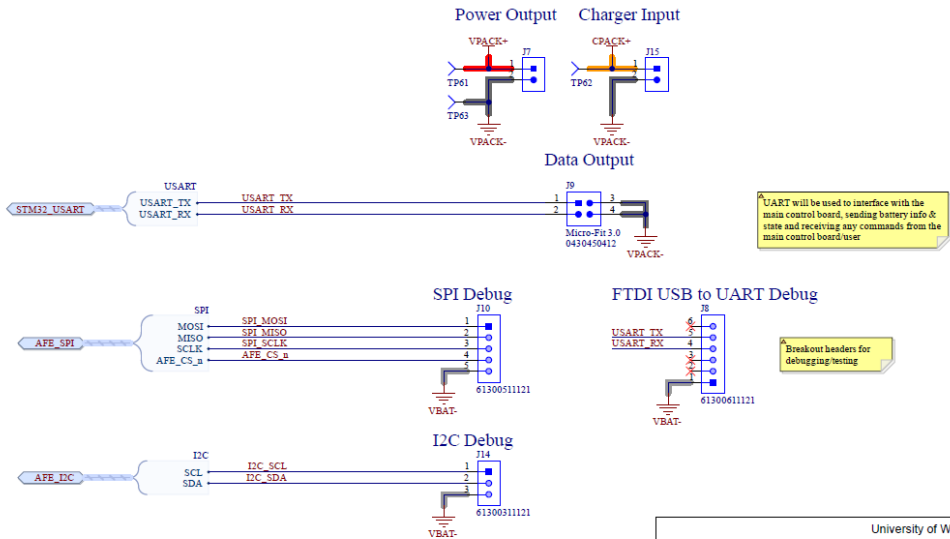 Power Output
Charger Input
VPACK+
CPACK+
J7
J15
1
2
1
2
TP61
TP62
TP63
VPACK-
VPACK-
Data Output
USART
J9
STM32_USART
USART_TX
USART_TX
1
3
USART_RX
USART_RX
2
4
Micro-Fit 3.0
0430450412
VPACK-
UART will be used to interface with the
main control board, sending battery info &
state and receiving any commands from the
main control board/user
SPI Debug
FTDI USB to UART Debug
SPI
J10
J8
AFE_SPI
MOSI
SPI_MOSI
1
MISO
SPI_MISO
2
SCLK
SPI_SCLK
3
AFE_CS_n
AFE_CS_n
4
5
61300511121
VBAT-
6
USART_TX
5
USART_RX
4
3
2
1
61300611121
VBAT-
Breakout headers for
debugging/testing
I2C Debug
I2C
J14
AFE_I2C
SCL
I2C_SCL
1
SDA
I2C_SDA
2
3
61300311121
VBAT-
University of W